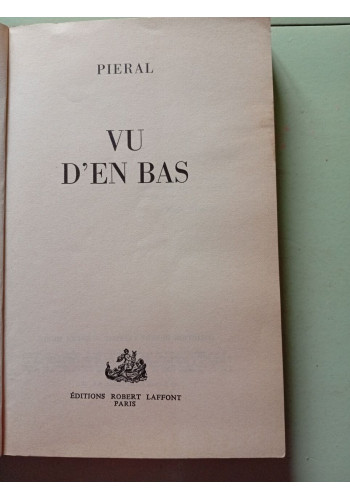 PIERAL
VU
D'EN BAS
ÉDITIONS ROBERT LAFFONT
PARIS